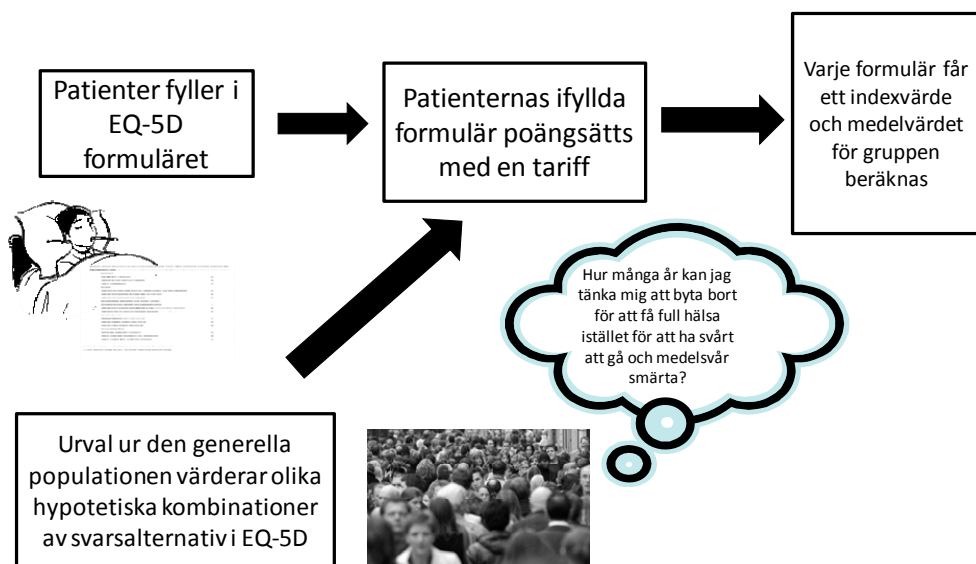 Patienter fyller i
EQ-5D
formuläret
Patienternas ifyllda
formulär poängsätts
med en tariff
Varje formulär får
ett indexvärde
och medelvärdet
för gruppen
beräknas
Hur många år kan jag
tänka mig att byta bort
för att få full hälsa
istället för att ha svårt
att gå och medelsvår
smärta?
Urval ur den generella
populationen värderar olika
hypotetiska kombinationer
av svarsalternativ i EQ-5D